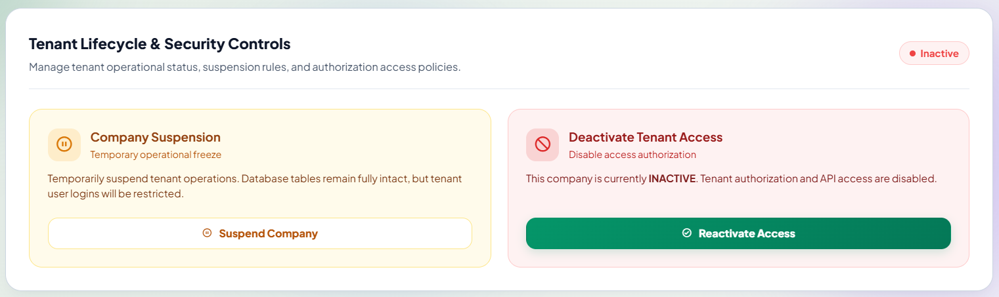 Tenant Lifecycle & Security Controls
Manage tenant operational status, suspension rules, and authorization access policies.
Inactive
Company Suspension
Temporary operational freeze
Temporarily suspend tenant operations. Database tables remain fully intact, but tenant
user logins will be restricted.
Suspend Company
Deactivate Tenant Access
Disable access authorization
This company is currently INACTIVE. Tenant authorization and API access are disabled.
Reactivate Access